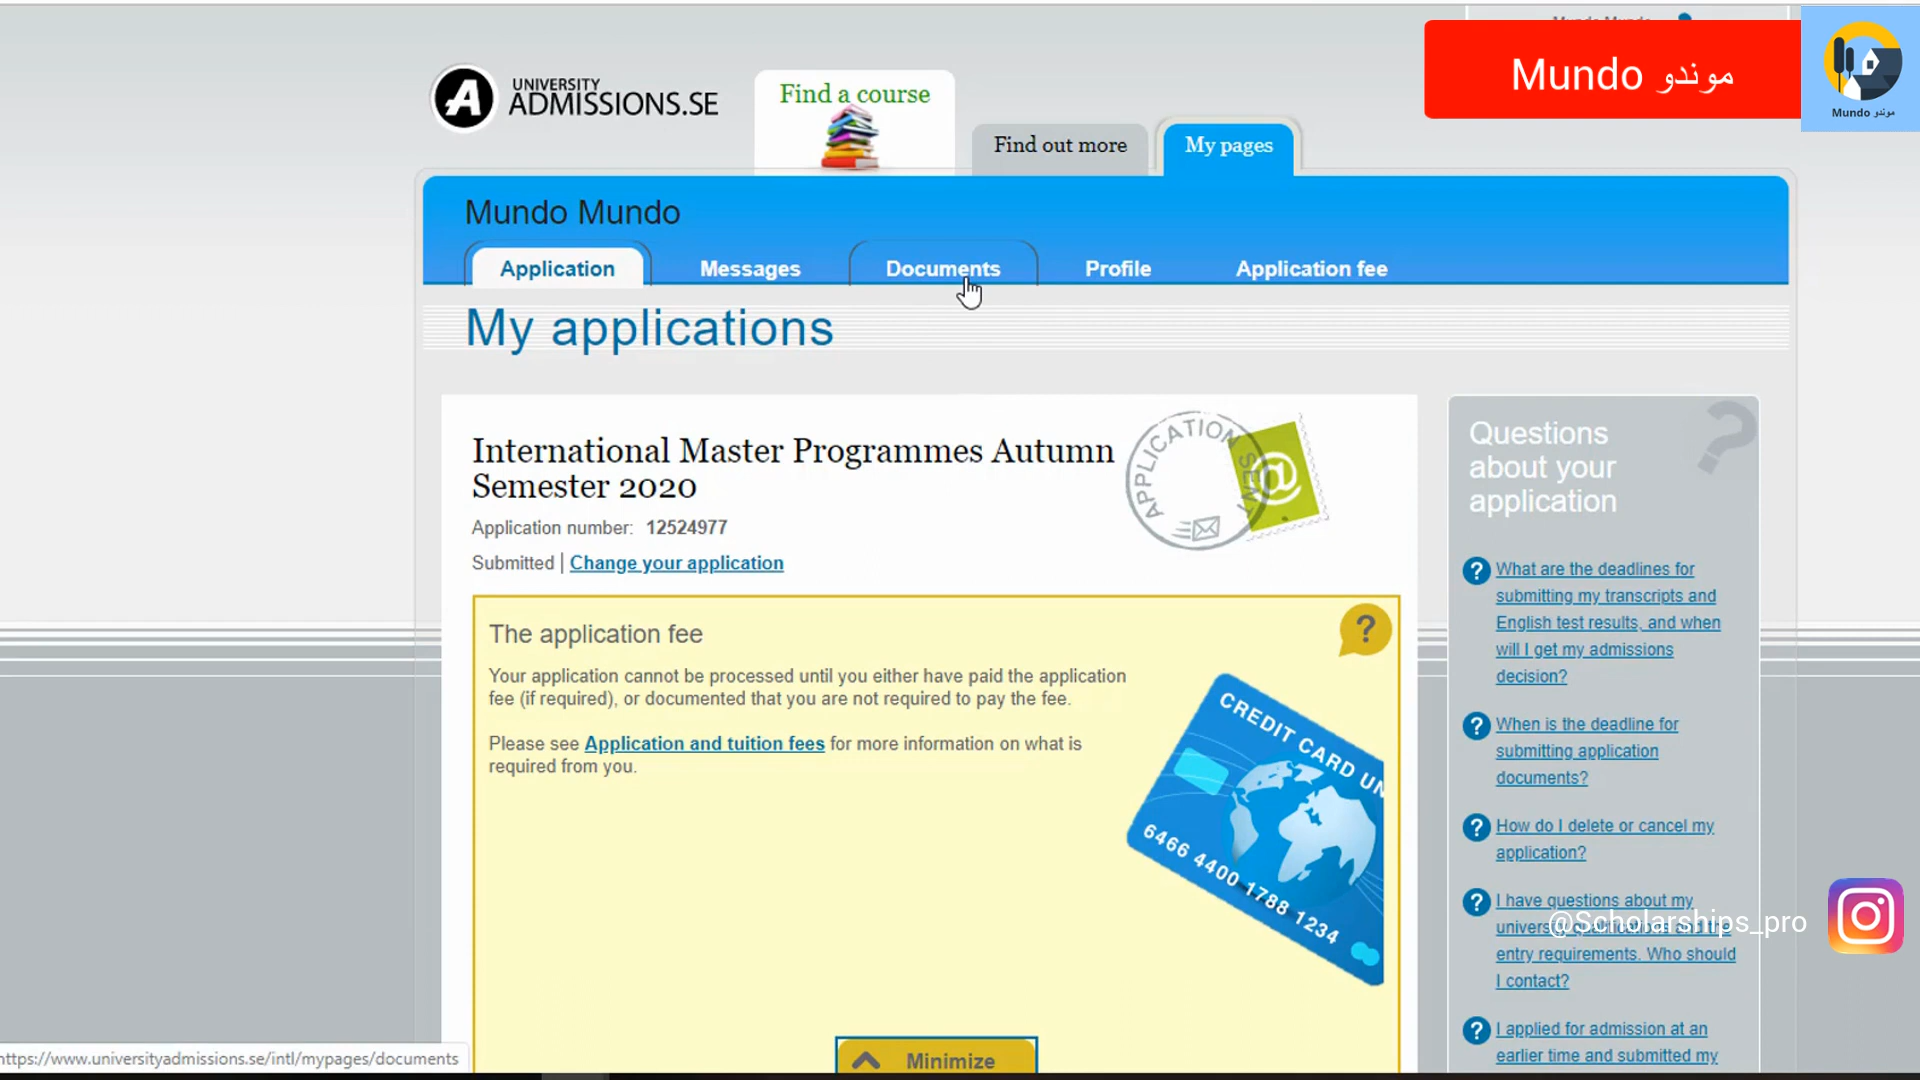 UNIVERSITY
ADMISSIONS.SE
Find a course
Find out more
My pages
Mundo موندو
Mundo موندو
Mundo Mundo
Application
Messages
Documents
Profile
Application fee
My applications
International Master Programmes Autumn
Semester 2020
Application number: 12524977
Submitted | Change your application
APPLICATION SENT
@
The application fee
?
Your application cannot be processed until you either have paid the application
fee (if required), or documented that you are not required to pay the fee.
Please see Application and tuition fees for more information on what is
required from you.
CREDIT CARD UN
6466 4400 1788 1234
Minimize
Questions
about your
application
?
? What are the deadlines for
submitting my transcripts and
English test results, and when
will I get my admissions
decision?
? When is the deadline for
submitting application
documents?
? How do I delete or cancel my
application?
? I have questions about my
university qualifications and the
entry requirements. Who should
I contact?
? I applied for admission at an
earlier time and submitted my
@Scholarships_pro
https://www.universityadmissions.se/intl/mypages/documents